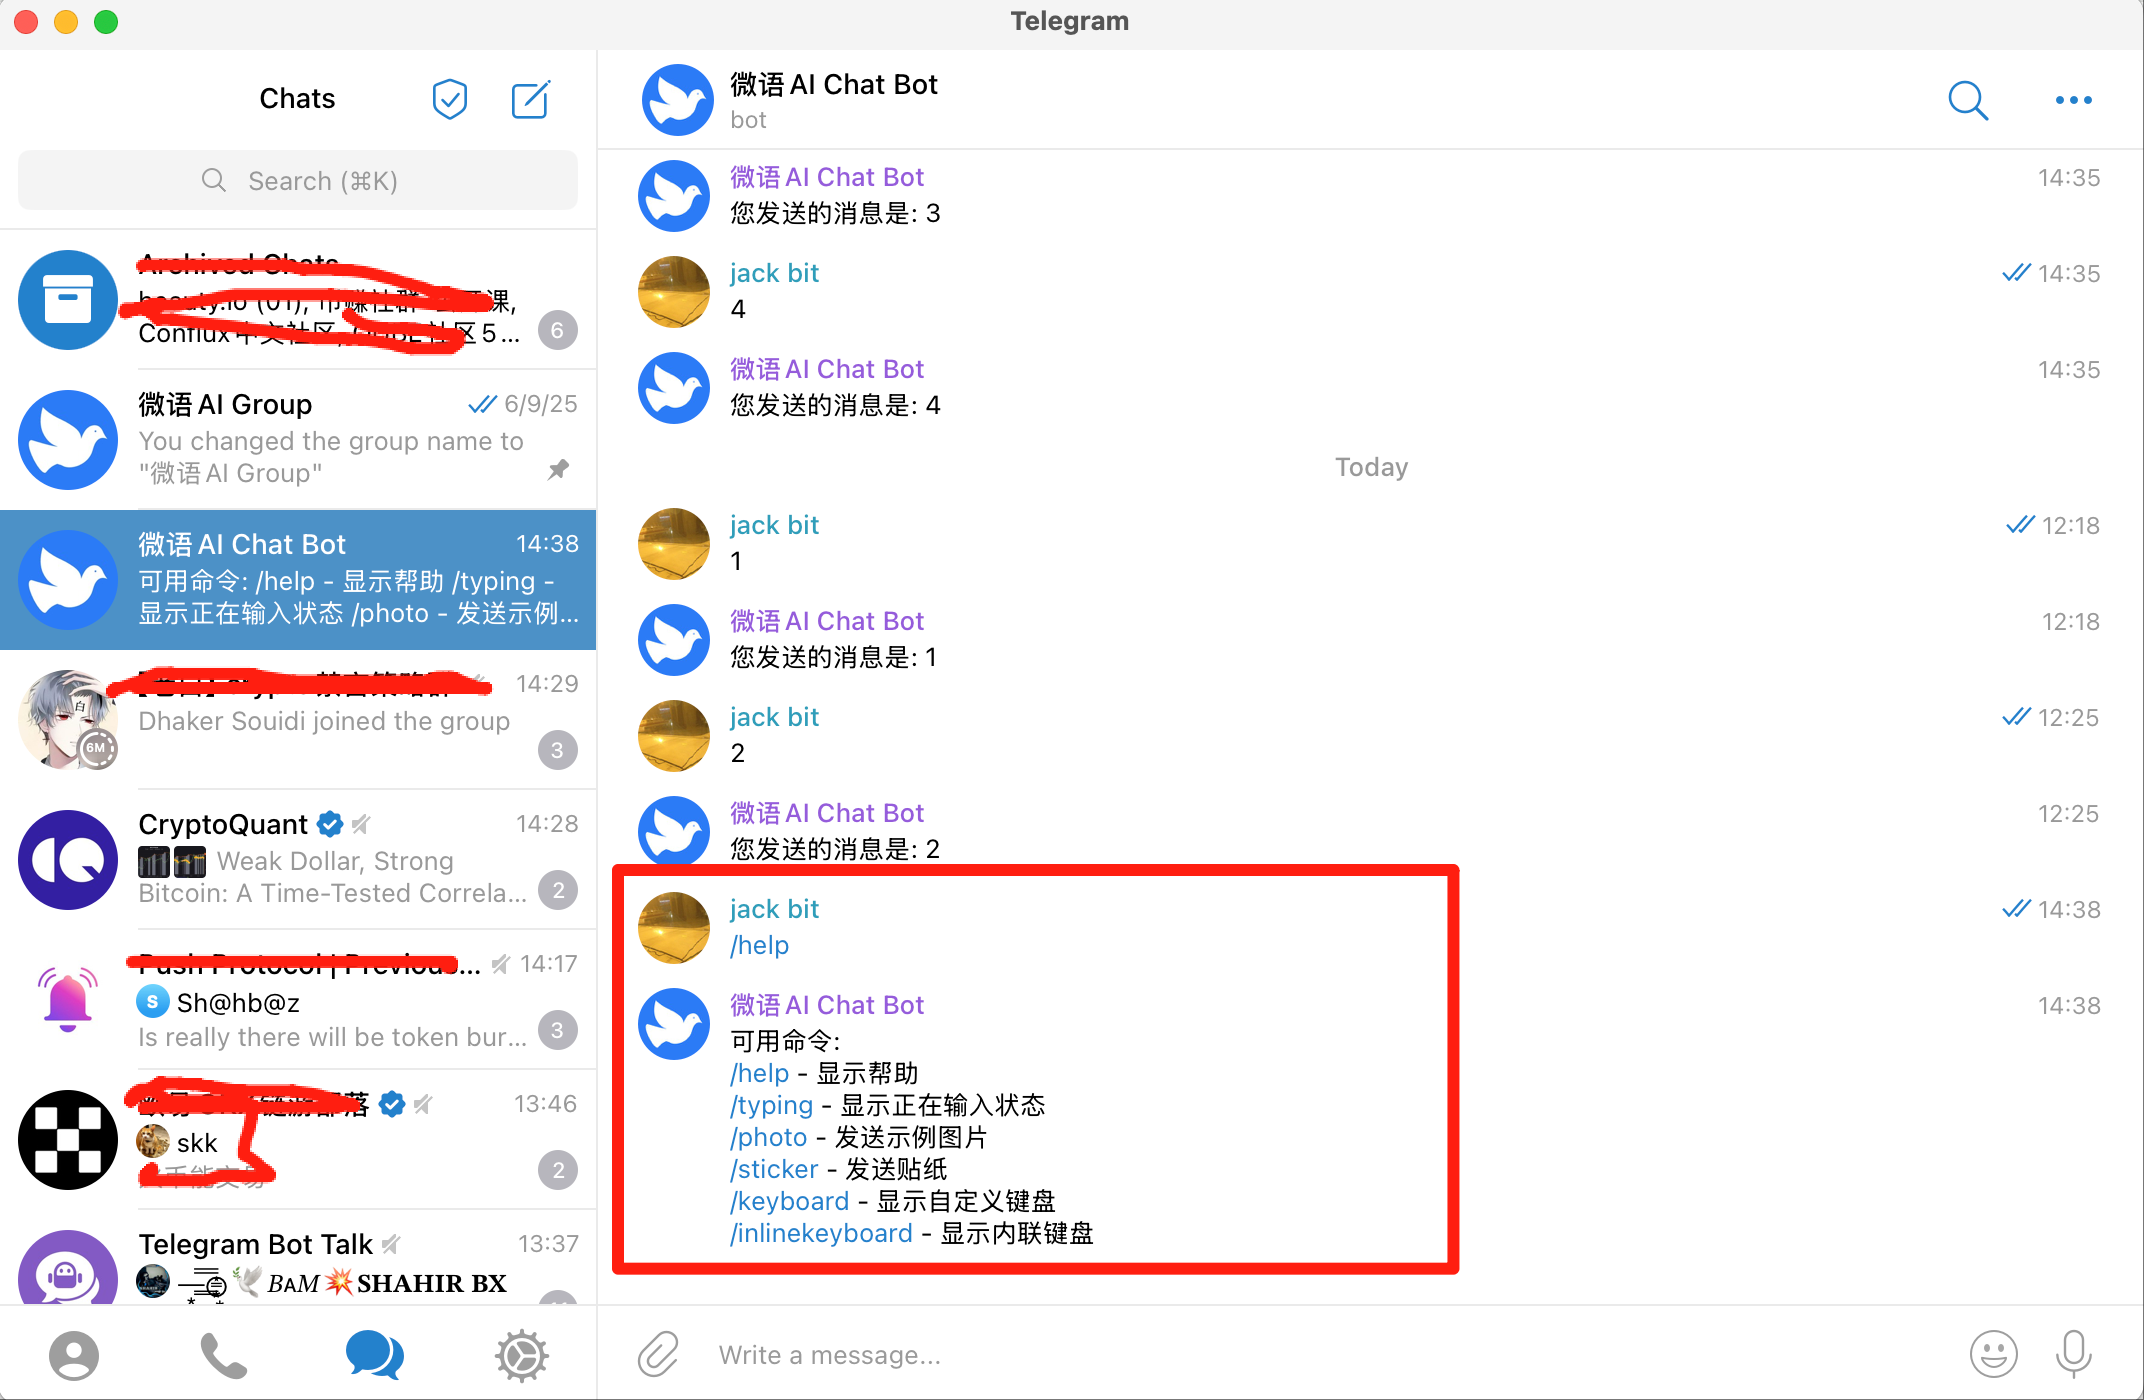 Telegram
Chats
Search (⌘K)
Archived Chats
Conflux
区 5...
6
微语 AI Group
6/9/25
You changed the group name to
"微语 AI Group"
微语 AI Chat Bot
14:38
可用命令: /help - 显示帮助 /typing -
显示正在输入状态 /photo - 发送示例...
14:29
Dhaker Souidi joined the group
白
6M
3
CryptoQuant
14:28
Weak Dollar, Strong
Bitcoin: A Time-Tested Correla...
2
Push Protocol | Previous...
14:17
S
Sh@hb@z
Is really there will be token bur...
3
13:46
skk
2
Telegram Bot Talk
13:37
BAM💥SHAHIR BX
微语 AI Chat Bot
bot
微语 AI Chat Bot
14:35
您发送的消息是: 3
jack bit
14:35
4
微语 AI Chat Bot
14:35
您发送的消息是: 4
Today
jack bit
12:18
1
微语 AI Chat Bot
12:18
您发送的消息是: 1
jack bit
12:25
2
微语 AI Chat Bot
12:25
您发送的消息是: 2
jack bit
14:38
/help
微语 AI Chat Bot
14:38
可用命令:
/help - 显示帮助
/typing - 显示正在输入状态
/photo - 发送示例图片
/sticker - 发送贴纸
/keyboard - 显示自定义键盘
/inlinekeyboard - 显示内联键盘
Write a message...